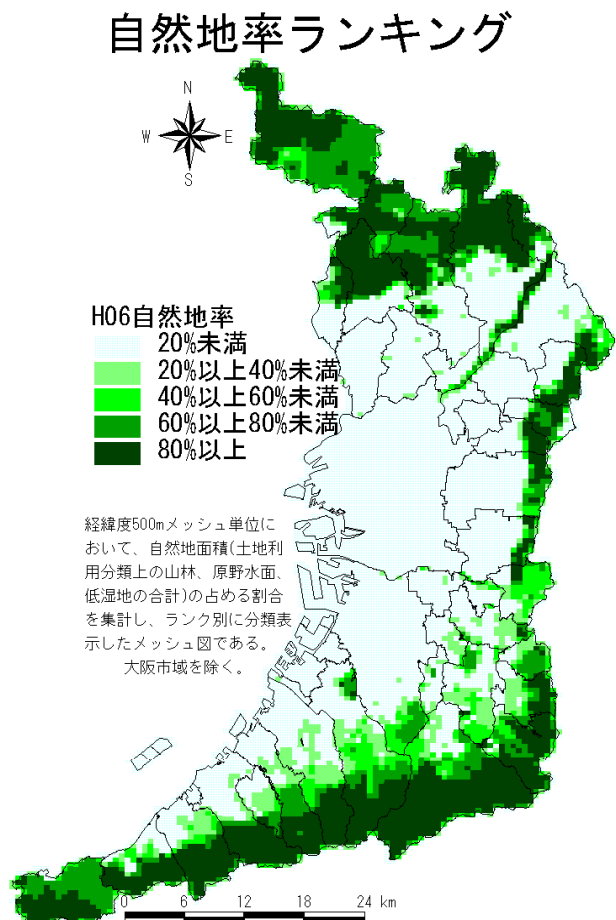 自然地率ランキング
N
W E
S
H06自然地率
20%未満
20%以上40%未満
40%以上60%未満
60%以上80%未満
80%以上
経緯度500mメッシュ単位に
おいて、自然地面積(土地利
用分類上の山林、原野水面、
低湿地の合計)の占める割合
を集計し、ランク別に分類表
示したメッシュ図である。
大阪市域を除く。
0 6 12 18 24 km